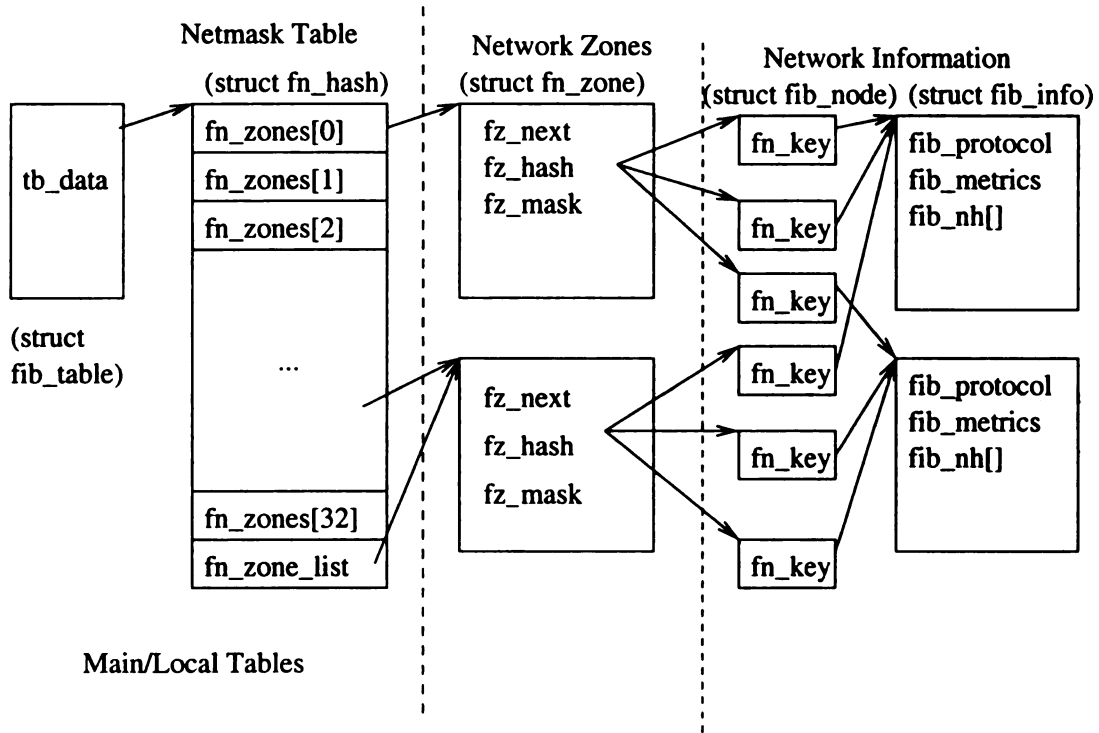 Netmask Table
(struct fn_hash)
Network Zones
(struct fn_zone)
Network Information
(struct fib_node) (struct fib_info)
tb_data
(struct
fib_table)
fn_zones[0]
fn_zones[1]
fn_zones[2]
...
fn_zones[32]
fn_zone_list
fz_next
fz_hash
fz_mask
fz_next
fz_hash
fz_mask
fn_key
fn_key
fn_key
fn_key
fn_key
fn_key
fib_protocol
fib_metrics
fib_nh[]
fib_protocol
fib_metrics
fib_nh[]
Main/Local Tables